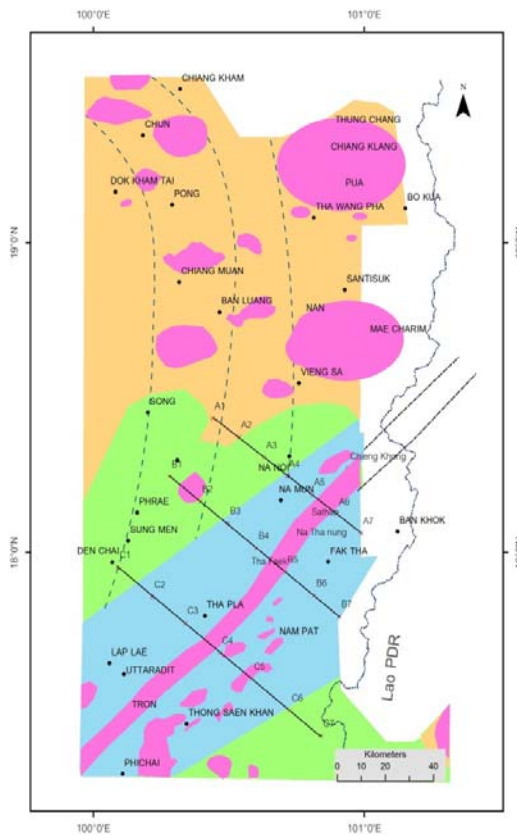 100°0'0"E
101°0'0"E
N
CHIANG KHAM
THUNG CHANG
CHUN
CHIANG KLANG
PUA
DOK KHAM TAI
PONG
BO KUA
THA WANG PHA
19°0'N
CHIANG MUAN
SANTISUK
BAN LUANG
NAN
MAE CHARIM
VIENG SA
SONG
A1
A2
A3
A4
Chieng Khong
B1
NA NOI
A5
B2
NA MUN
A6
PHRAE
B3
Sathan
A7
BAN KHOK
SUNG MEN
B4
Na Tha nung
DEN CHAI
C1
Tha Faek
B5
FAK THA
18°0'N
C2
B6
C3
THA PLA
B7
C4
NAM PAT
LAP LAE
C5
UTTARADIT
Lao PDR
TRON
C6
THONG SAEN KHAN
C7
PHICHAI
Kilometers
0 10 20 40
100°0'E
101°0'E